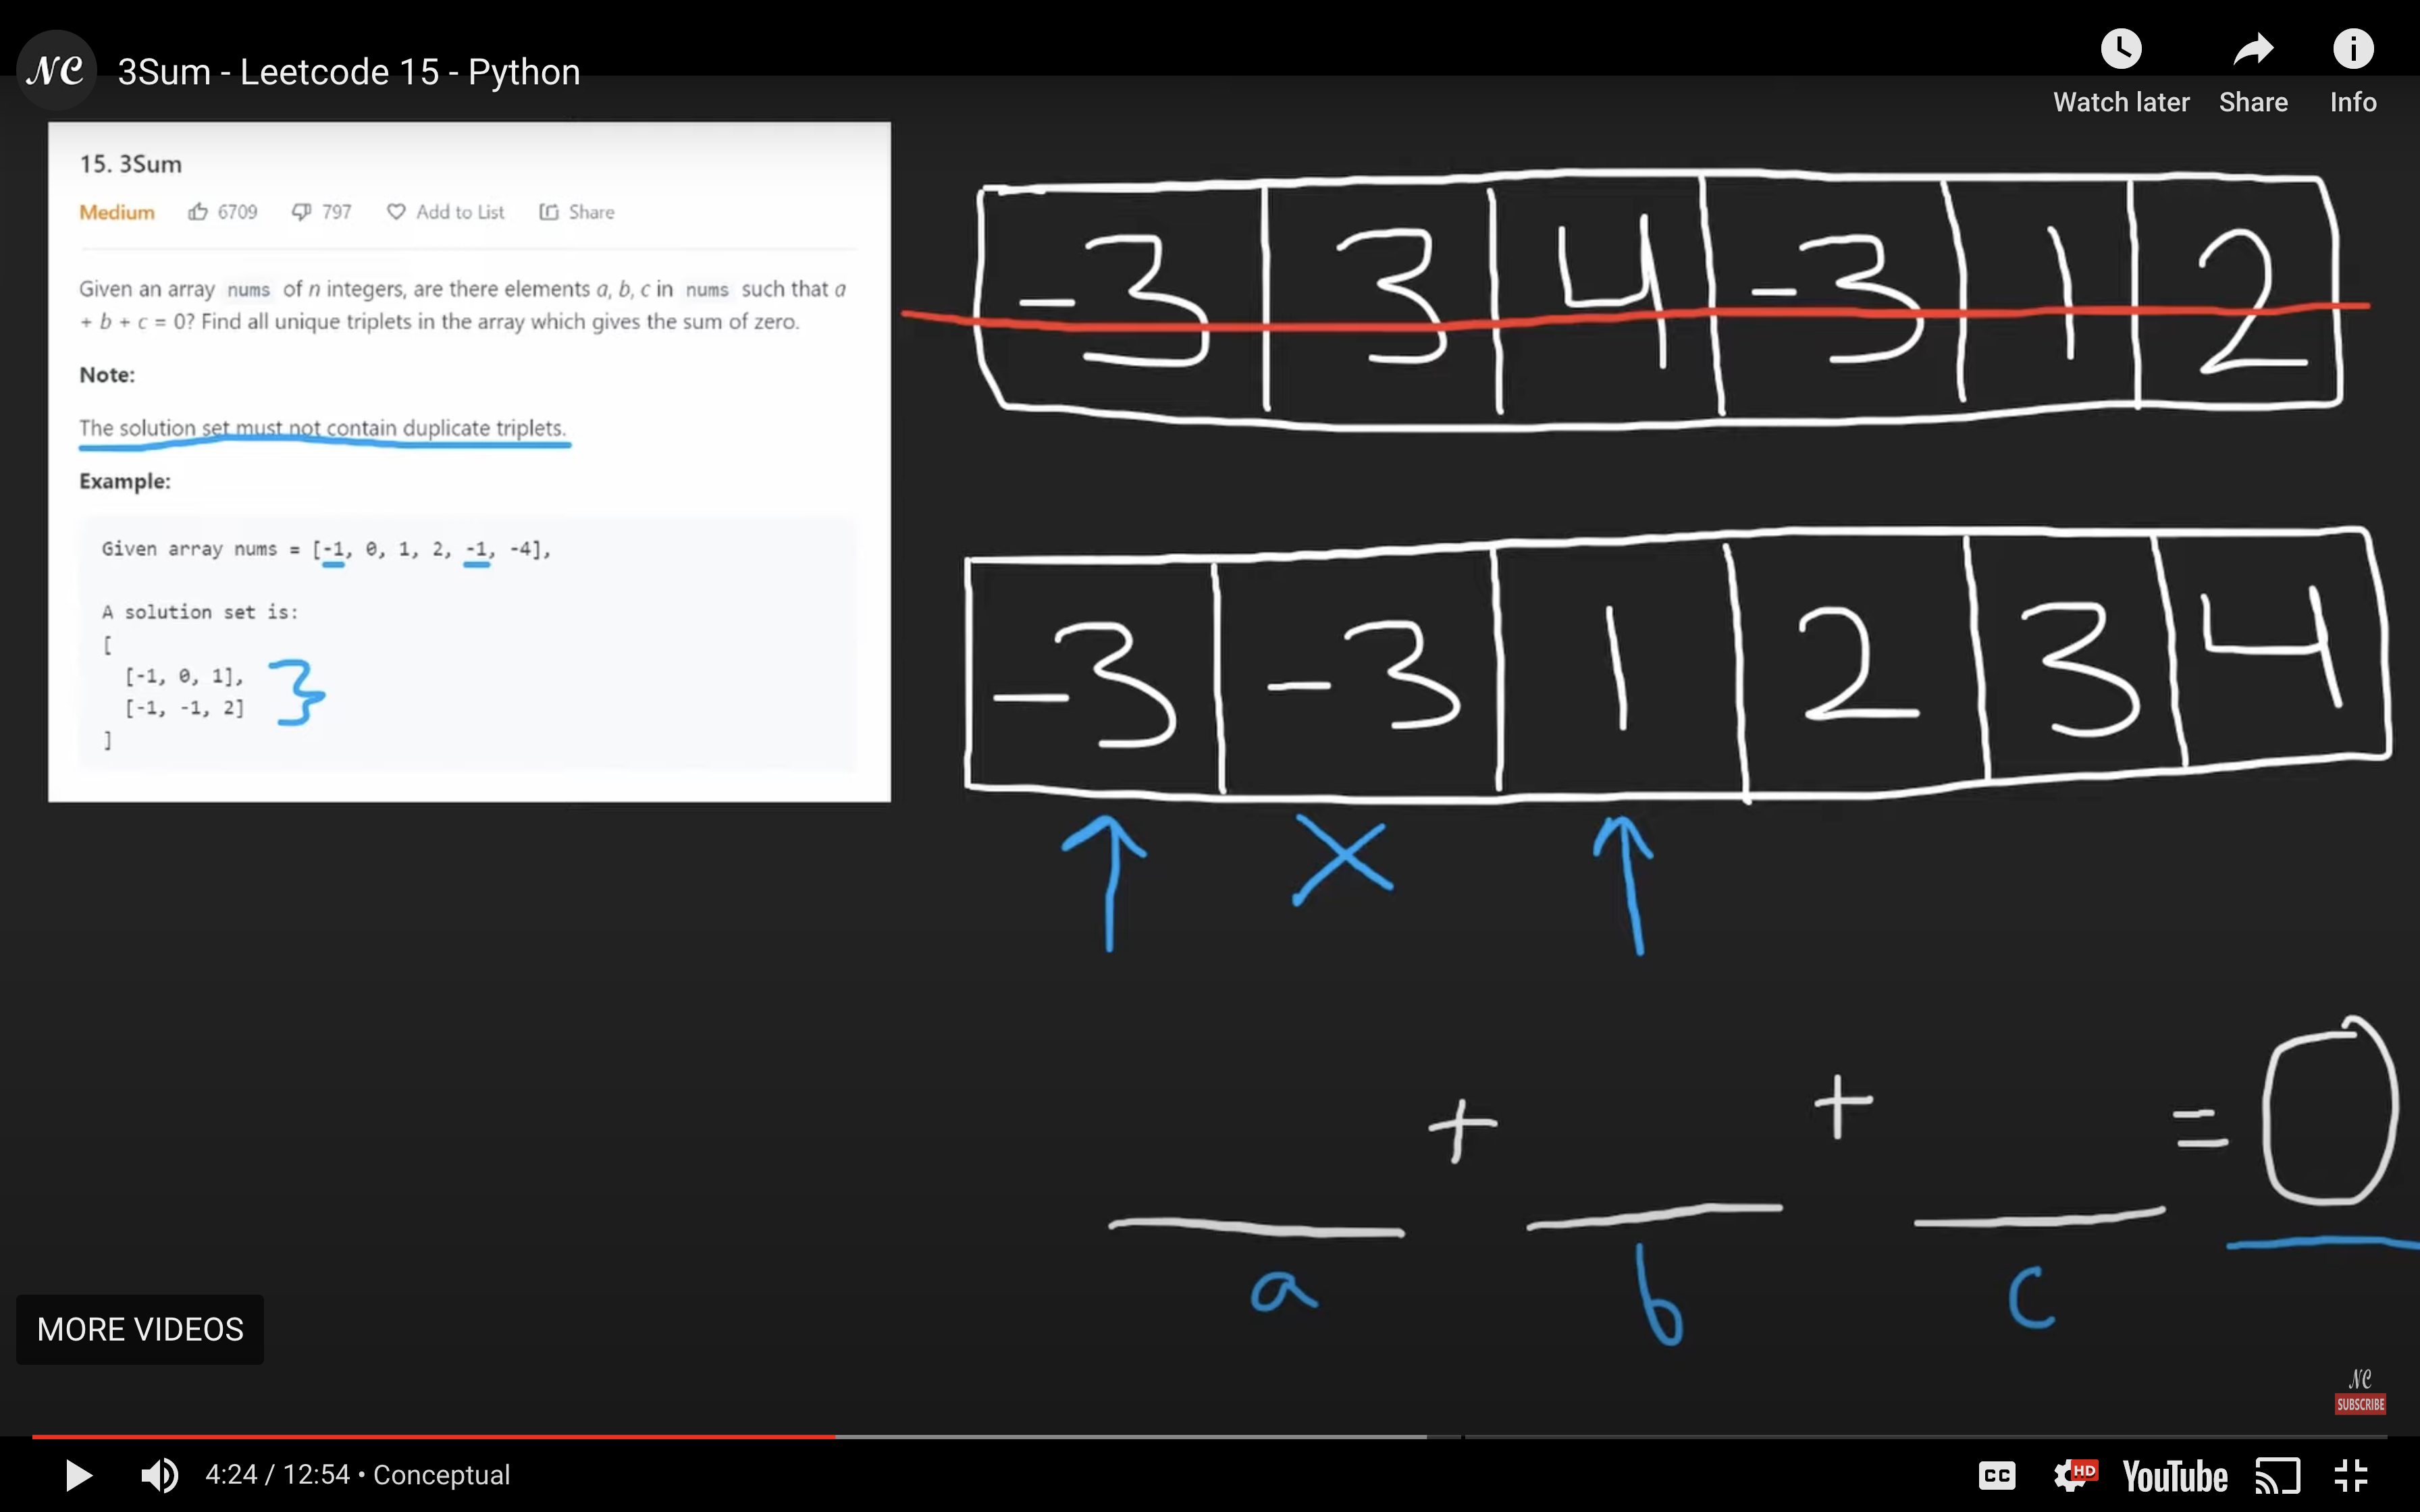 NC 3Sum - Leetcode 15 - Python
Watch later Share Info
15. 3Sum
Medium 6709 797 Add to List Share
Given an array nums of n integers, are there elements a, b, c in nums such that a
+ b + c = 0? Find all unique triplets in the array which gives the sum of zero.
Note:
The solution set must not contain duplicate triplets.
Example:
Given array nums = [-1, 0, 1, 2, -1, -4],
A solution set is:
[
[-1, 0, 1],
[-1, -1, 2]
]
-3 3 4 -3 1 2
-3 -3 1 2 3 4
+ + = 0
a b c
MORE VIDEOS
NC
SUBSCRIBE
4:24 / 12:54 • Conceptual
CC HD YouTube